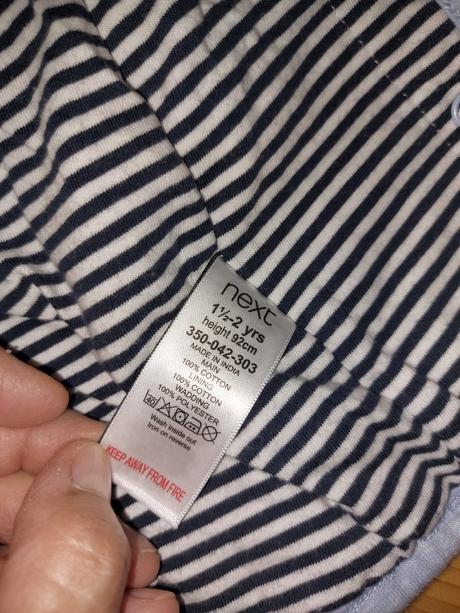 next
1½-2 yrs
height 92cm
350-042-303
MADE IN INDIA
MAIN
100% COTTON
LINING
100% COTTON
WADDING
100% POLYESTER
40
Wash inside out
Iron on reverse
KEEP AWAY FROM FIRE